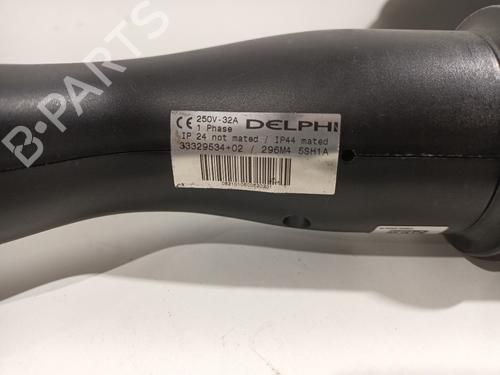 CE 250V-32A DELPHI
1 Phase
IP 24 not mated / IP44 mated
33329534+02 / 296M4 5SH1A
B-PARTS